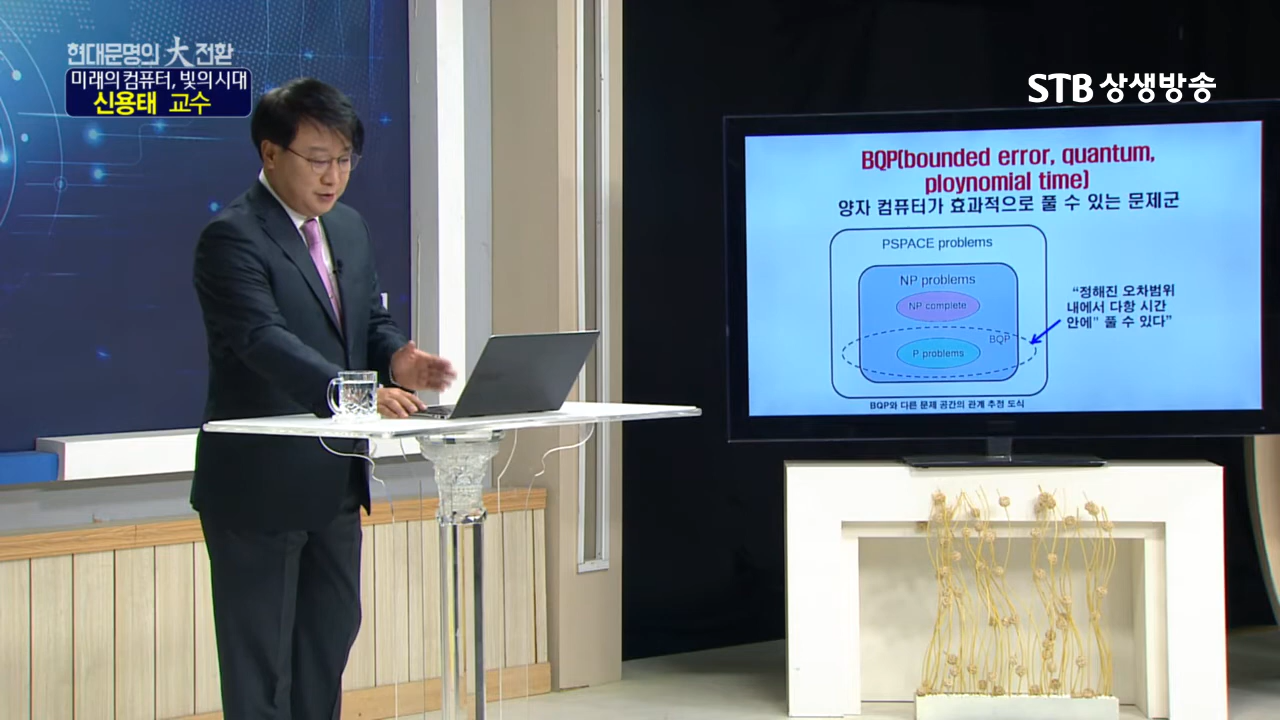 현대문명의 大 전환
미래의 컴퓨터, 빛의 시대
신용태 교수
STB 상생방송
BQP(bounded error, quantum,
ploynomial time)
양자 컴퓨터가 효과적으로 풀 수 있는 문제군
PSPACE problems
NP problems
NP complete
BQP
P problems
“정해진 오차범위
내에서 다항 시간
안에” 풀 수 있다”
BQP와 다른 문제 공간의 관계 추정 도식